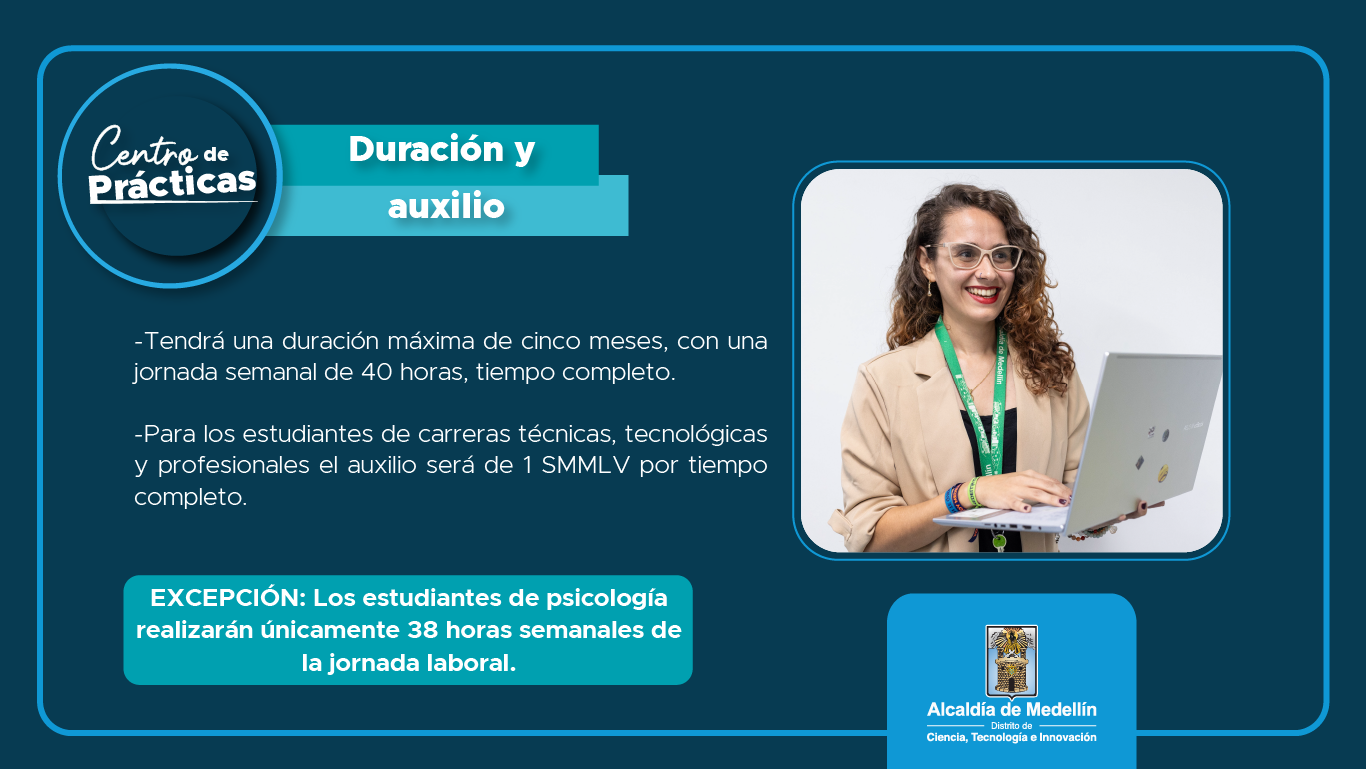 Centro de
Prácticas
Duración y
auxilio
-Tendrá una duración máxima de cinco meses, con una
jornada semanal de 40 horas, tiempo completo.
-Para los estudiantes de carreras técnicas, tecnológicas
y profesionales el auxilio será de 1 SMMLV por tiempo
completo.
EXCEPCIÓN: Los estudiantes de psicología
realizarán únicamente 38 horas semanales de
la jornada laboral.
Alcaldía de Medellín
Distrito de
Ciencia, Tecnología e Innovación